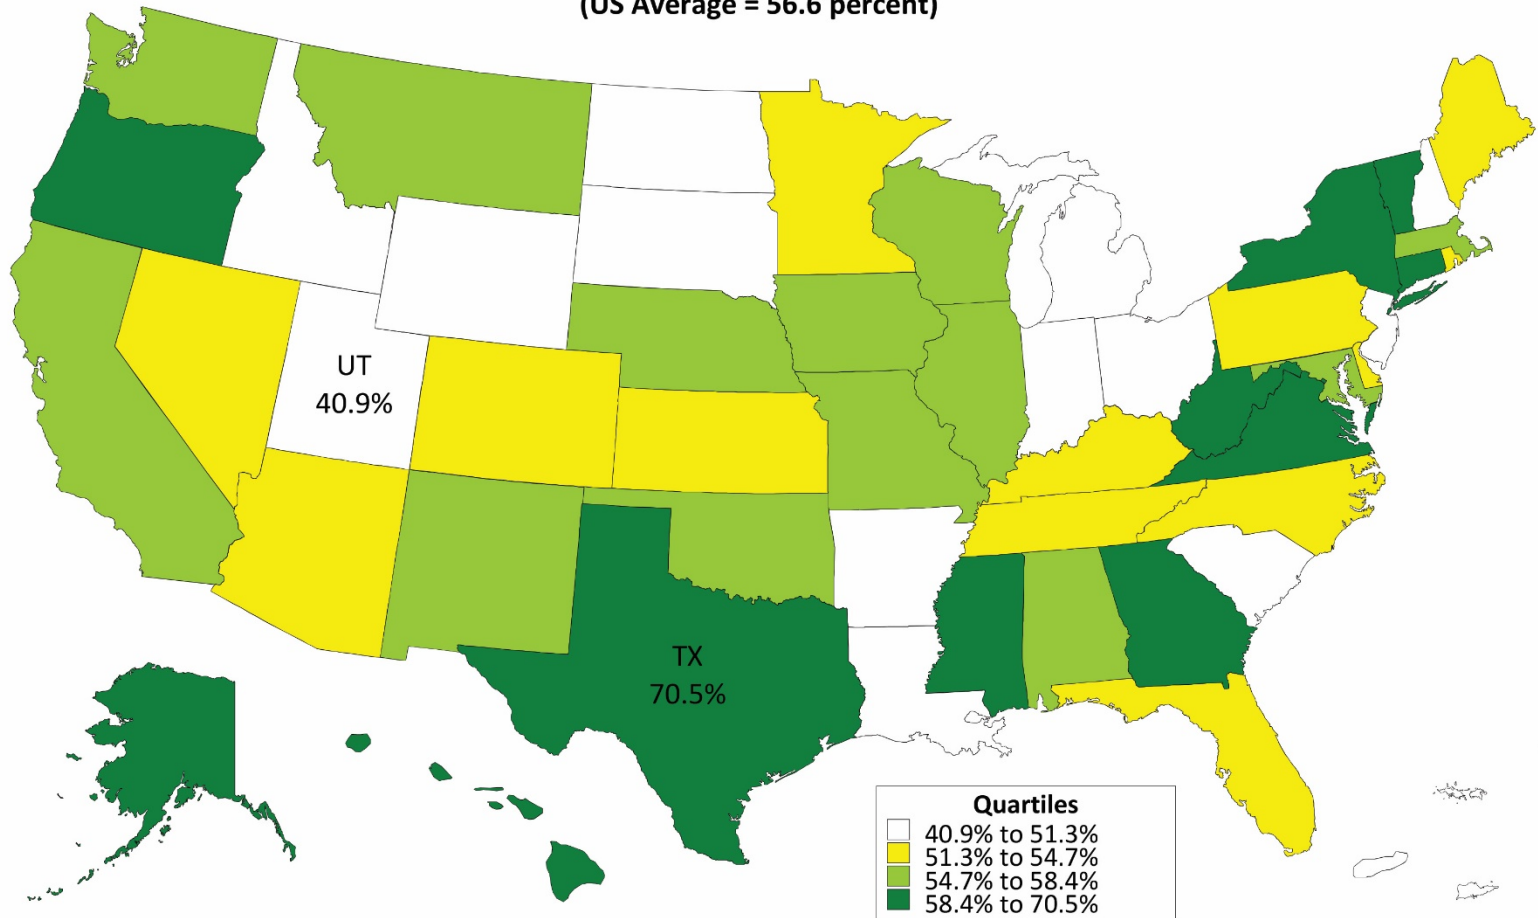 (US Average = 56.6 percent)
UT
40.9%
TX
70.5%
Quartiles
40.9% to 51.3%
51.3% to 54.7%
54.7% to 58.4%
58.4% to 70.5%